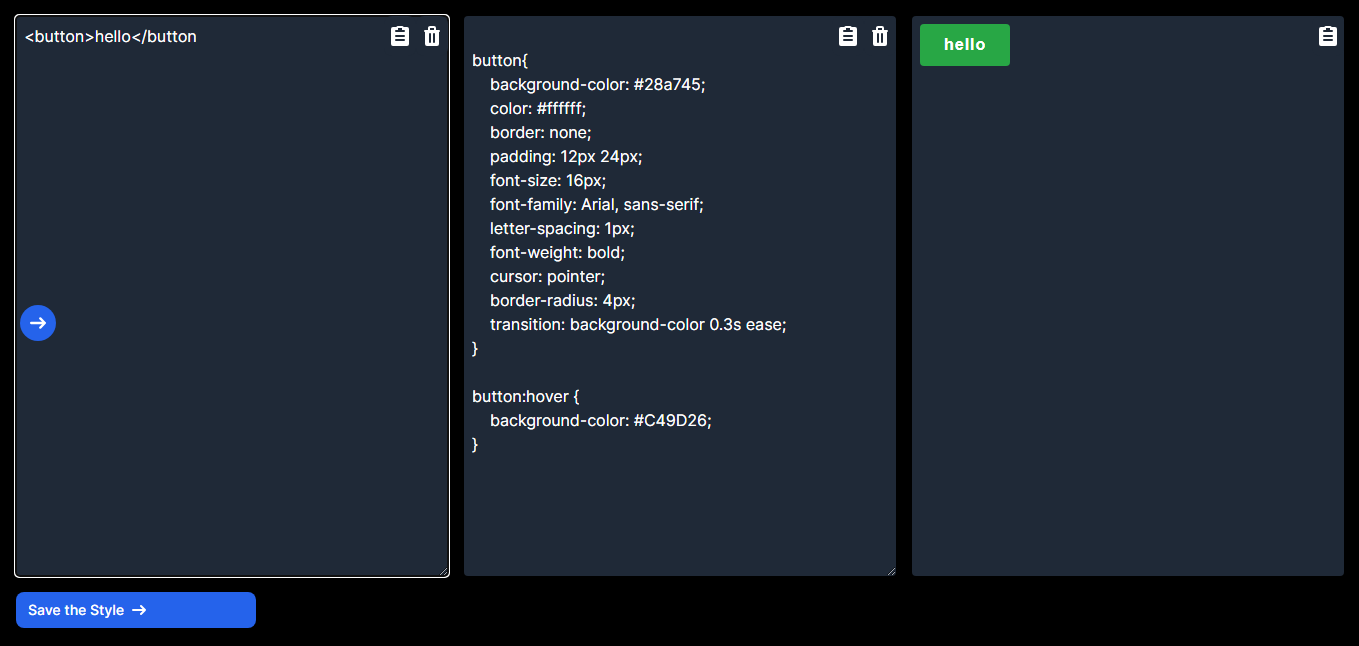 <button>hello</button
button{
background-color: #28a745;
color: #ffffff;
border: none;
padding: 12px 24px;
font-size: 16px;
font-family: Arial, sans-serif;
letter-spacing: 1px;
font-weight: bold;
cursor: pointer;
border-radius: 4px;
transition: background-color 0.3s ease;
}
button:hover {
background-color: #C49D26;
}
hello
Save the Style →